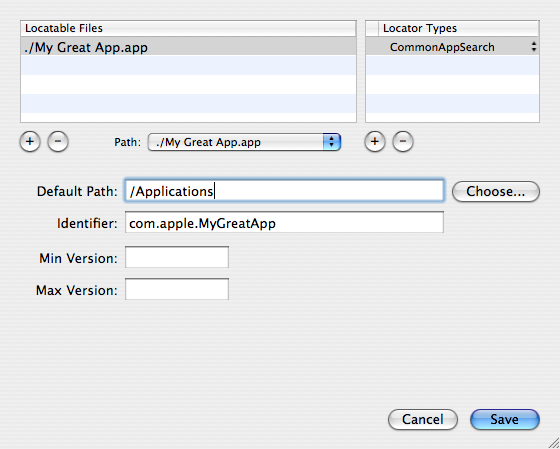 Locatable Files
Locator Types
./My Great App.app
CommonAppSearch
Path: ./My Great App.app
Default Path: /Applications Choose...
Identifier: com.apple.MyGreatApp
Min Version:
Max Version:
Cancel Save